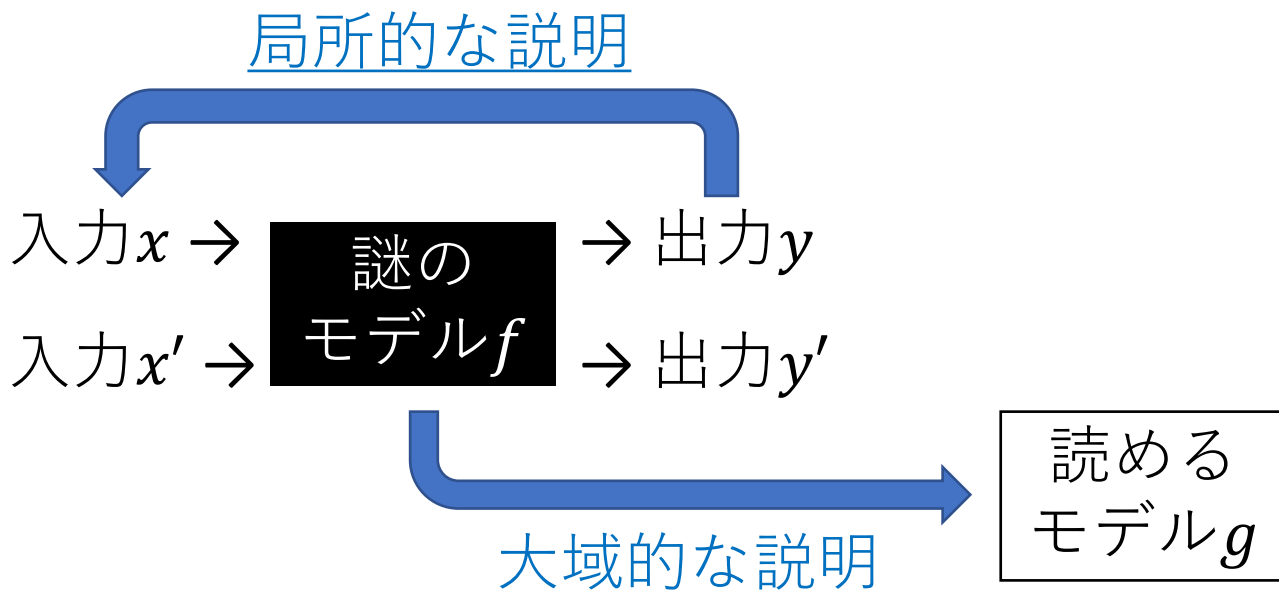 局所的な説明
入力x → 謎の → 出力y
入力x′ → モデルf → 出力y′
読める
モデルg
大域的な説明